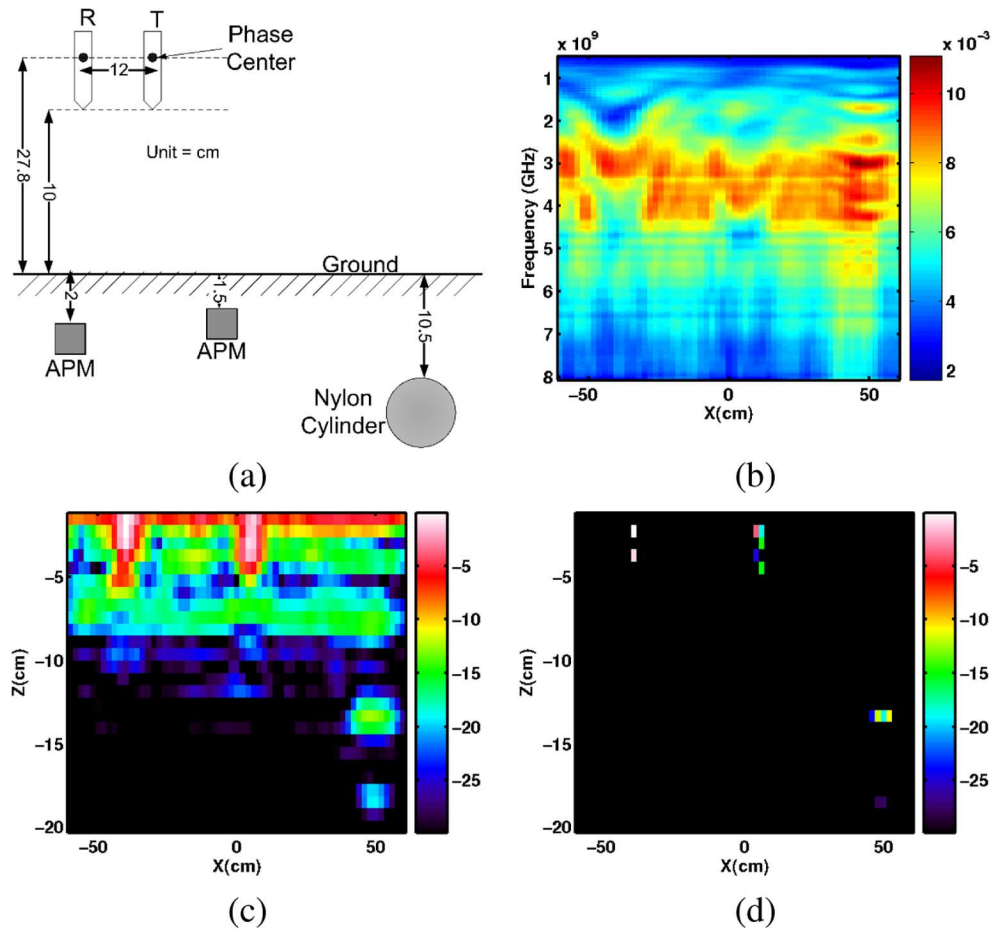 R T
Phase
Center
12
27.8
10
Unit = cm
Ground
2
1.5
10.5
APM
APM
Nylon
Cylinder
(a)
x 10⁹
x 10⁻³
1
2
3
4
5
6
7
8
Frequency (GHz)
−50 0 50
X(cm)
10
8
6
4
2
(b)
−5
−10
−15
−20
Z(cm)
−50 0 50
X(cm)
−5
−10
−15
−20
−25
(c)
−5
−10
−15
−20
Z(cm)
−50 0 50
X(cm)
−5
−10
−15
−20
−25
(d)